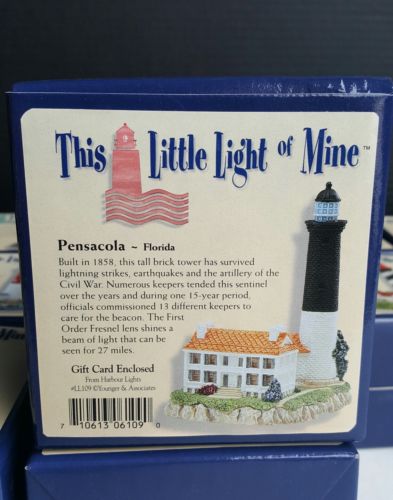 This Little Light of Mine™
Pensacola ~ Florida
Built in 1858, this tall brick tower has survived
lightning strikes, earthquakes and the artillery of the
Civil War. Numerous keepers tended this sentinel
over the years and during one 15-year period,
officials commissioned 13 different keepers to
care for the beacon. The First
Order Fresnel lens shines a
beam of light that can be
seen for 27 miles.
Gift Card Enclosed
From Harbour Lights
#LL109 ©Younger & Associates
7 10613 06109 0